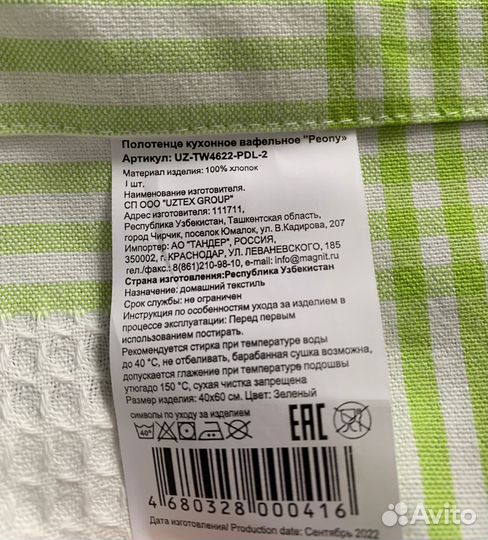 Полотенце кухонное вафельное "Peony»
Артикул: UZ-TW4622-PDL-2
Материал изделия: 100% хлопок
1 шт.
Наименование изготовителя.
СП ООО "UZTEX GROUP"
Адрес изготовителя: 111711,
Республика Узбекистан, Ташкентская область,
город Чирчик, поселок Юмалок, ул. В.Кадирова, 207
Импортер: АО "ТАНДЕР", РОССИЯ,
350002, г. КРАСНОДАР, УЛ. ЛЕВАНЕВСКОГО, 185
тел./факс.: 8(861)210-98-10, e-mail: info@magnit.ru
Страна изготовления:Республика Узбекистан
Назначение: домашний текстиль
Срок службы: не ограничен
Инструкция по особенностям ухода за изделием в
процессе эксплуатации: Перед первым
использованием постирать.
Рекомендуется стирка при температуре воды
до 40 °С, не отбеливать, барабанная сушка возможна,
допускается глажение при температуре подошвы
утюгадо 150 °С, сухая чистка запрещена
Размер изделия: 40х60 см. Цвет: Зеленый
символы по уходу за изделием
40°
EAC
4 680328 000416
Дата изготовления/ Production date: Сентябрь 2022
Avito